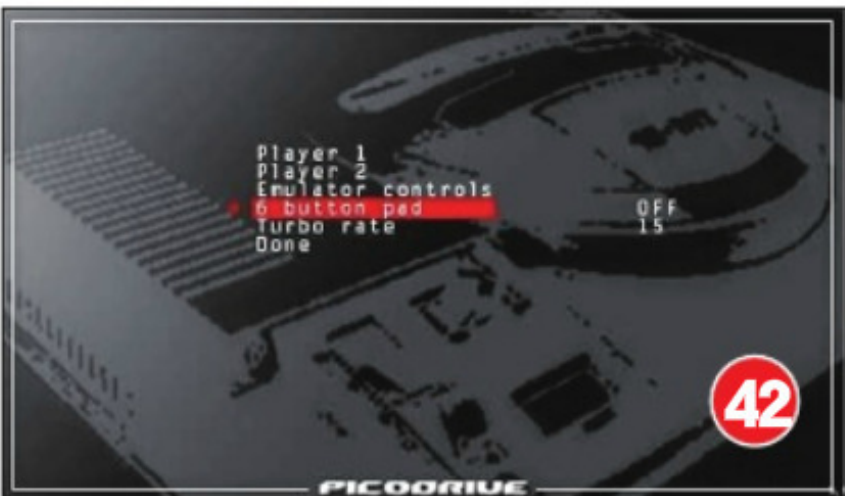 Player 1
Player 2
Emulator controls
6 button pad OFF
Turbo rate 15
Done
42
PICODRIVE